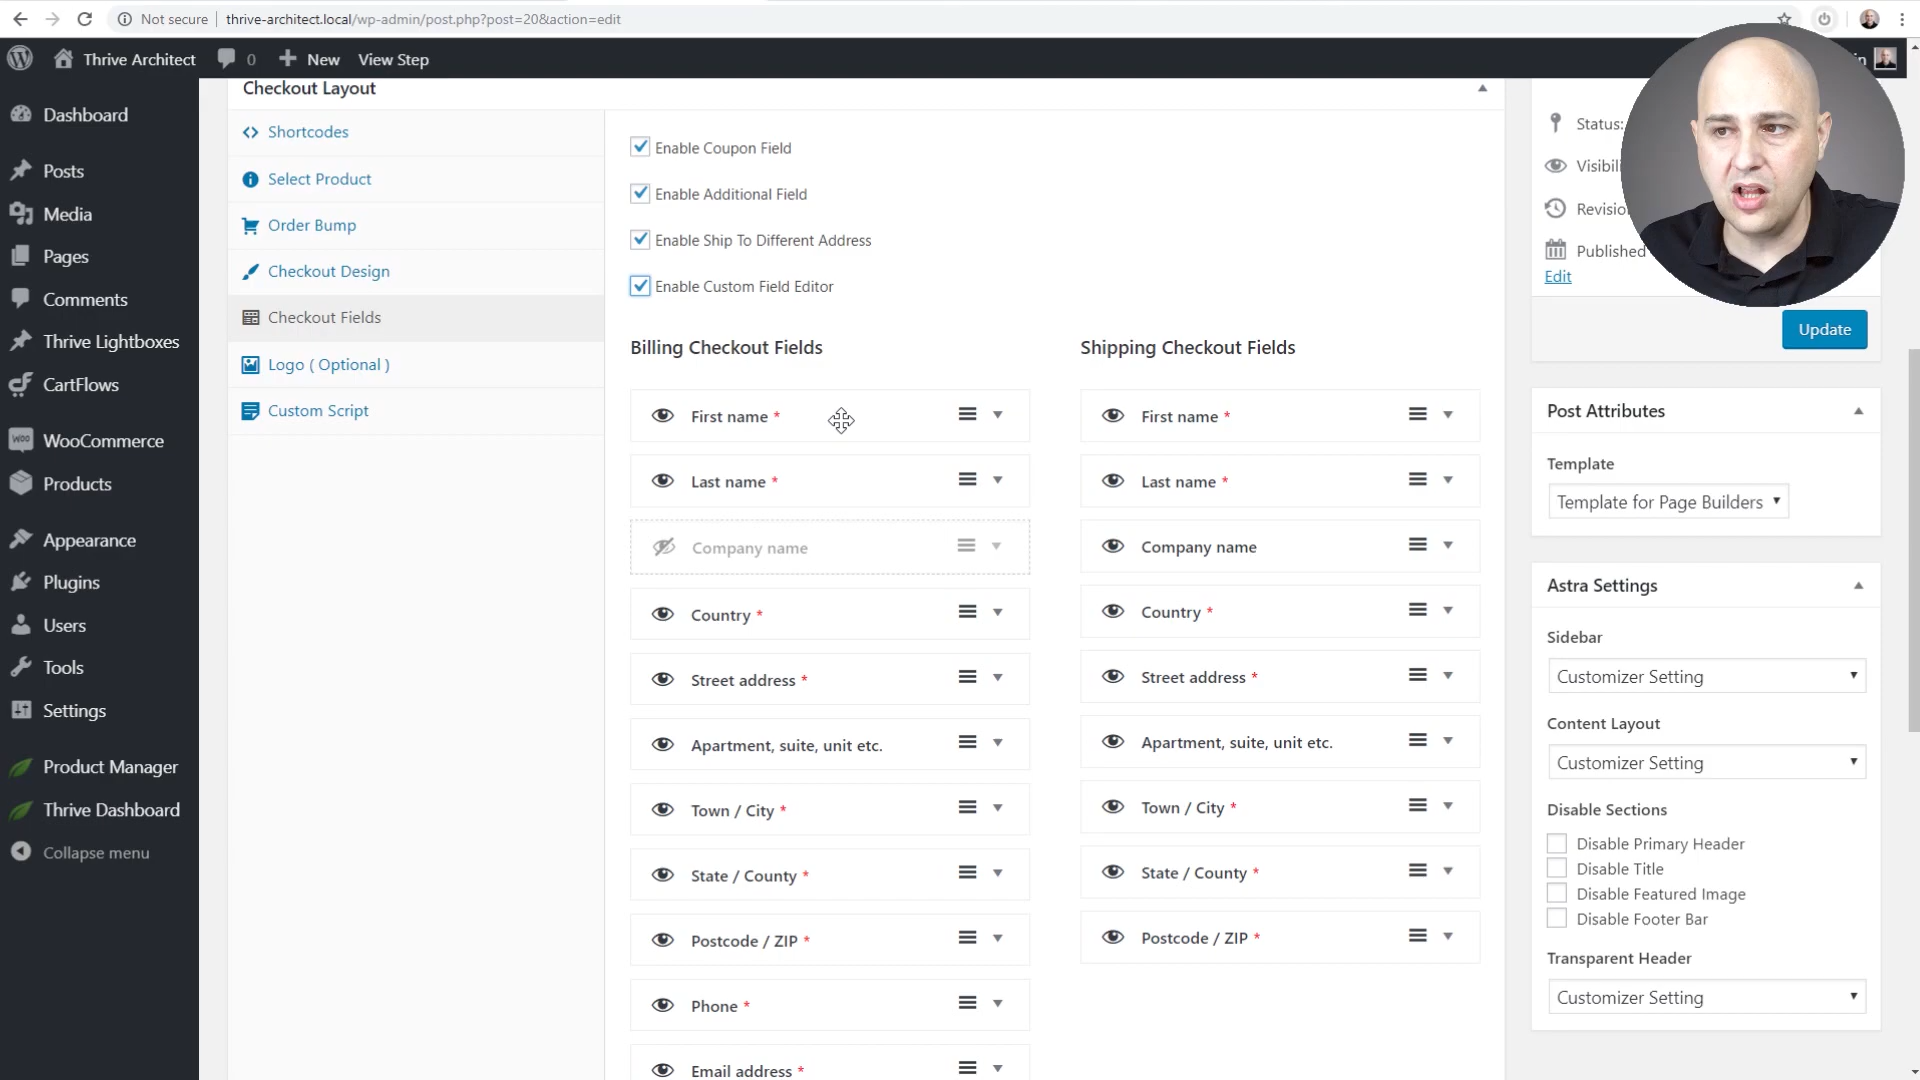 Not secure
thrive-architect.local/wp-admin/post.php?post=20&action=edit
Thrive Architect
0
New
View Step
Dashboard
Posts
Media
Pages
Comments
Thrive Lightboxes
CartFlows
WooCommerce
Products
Appearance
Plugins
Users
Tools
Settings
Product Manager
Thrive Dashboard
Collapse menu
Checkout Layout
Shortcodes
Select Product
Order Bump
Checkout Design
Checkout Fields
Logo ( Optional )
Custom Script
Enable Coupon Field
Enable Additional Field
Enable Ship To Different Address
Enable Custom Field Editor
Billing Checkout Fields
First name *
Last name *
Company name
Country *
Street address *
Apartment, suite, unit etc.
Town / City *
State / County *
Postcode / ZIP *
Phone *
Email address *
Shipping Checkout Fields
First name *
Last name *
Company name
Country *
Street address *
Apartment, suite, unit etc.
Town / City *
State / County *
Postcode / ZIP *
Status:
Published
Edit
Update
Post Attributes
Template
Template for Page Builders
Astra Settings
Sidebar
Customizer Setting
Content Layout
Customizer Setting
Disable Sections
Disable Primary Header
Disable Title
Disable Featured Image
Disable Footer Bar
Transparent Header
Customizer Setting